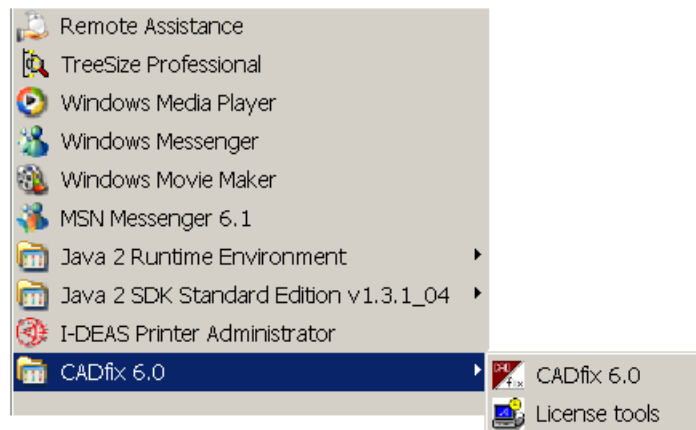 Remote Assistance
TreeSize Professional
Windows Media Player
Windows Messenger
Windows Movie Maker
MSN Messenger 6.1
Java 2 Runtime Environment
Java 2 SDK Standard Edition v1.3.1_04
I-DEAS Printer Administrator
CADfix 6.0
CAD
fix
CADfix 6.0
License tools